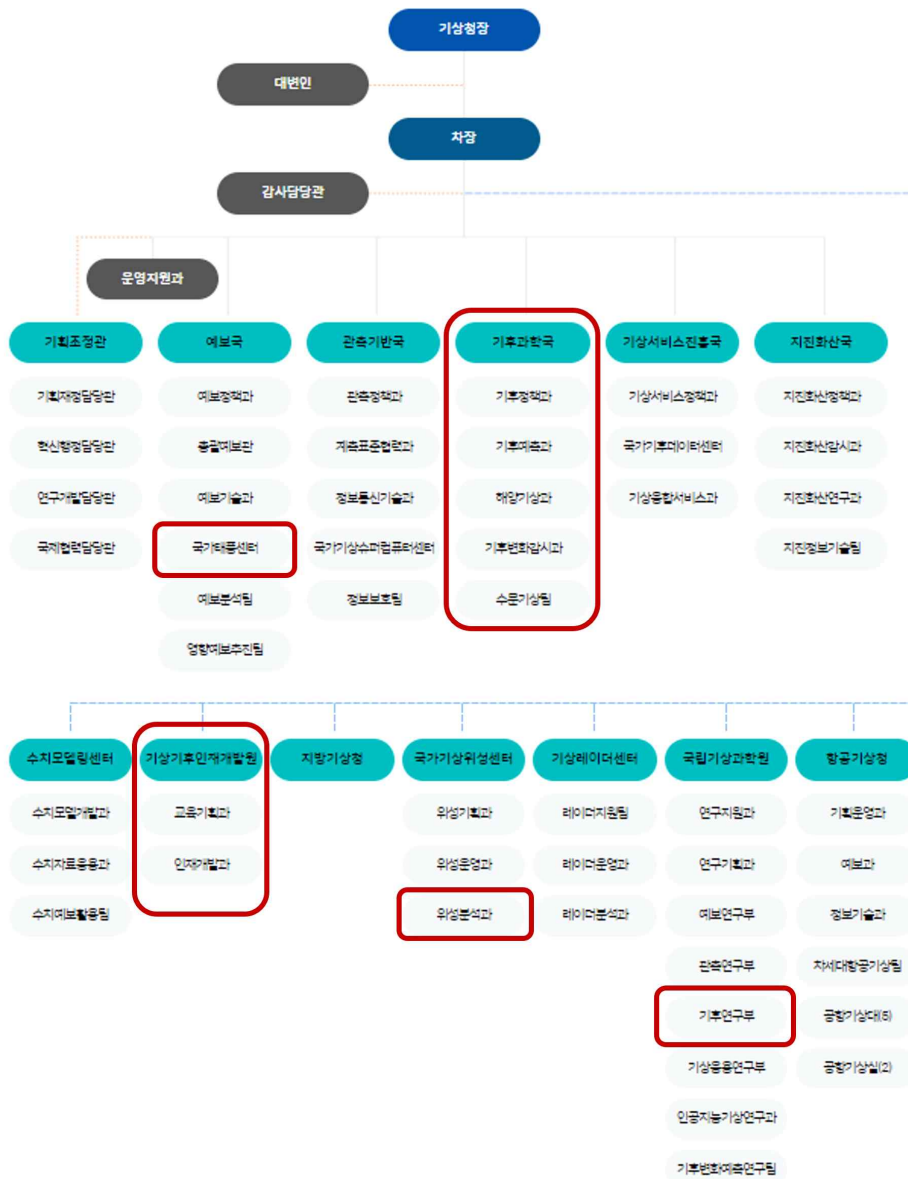 기상청장
대변인
차장
감사담당관
운영지원과
기획조정관
예보국
관측기반국
기후과학국
기상서비스진흥국
지진화산국
기획재정담당관
예보정책과
관측정책과
기후정책과
기상서비스정책과
지진화산정책과
혁신행정담당관
총괄예보관
계측표준협력과
기후예측과
국가기후데이터센터
지진화산감시과
연구개발담당관
예보기술과
정보통신기술과
해양기상과
기상융합서비스과
지진화산연구과
국제협력담당관
국가태풍센터
국가기상슈퍼컴퓨터센터
기후변화감시과
지진정보기술팀
예보분석팀
정보보호팀
수문기상팀
영향예보추진팀
수치모델링센터
기상기후인재개발원
지방기상청
국가기상위성센터
기상레이더센터
국립기상과학원
항공기상청
수치모델개발과
교육기획과
위성기획과
레이더지원팀
연구지원과
기획운영과
수치자료응용과
인재개발과
위성운영과
레이더운영과
연구기획과
예보과
수치예보활용팀
위성분석과
레이더분석과
예보연구부
정보기술과
관측연구부
차세대항공기상팀
기후연구부
공항기상대(5)
기상응용연구부
공항기상실(2)
인공지능기상연구과
기후변화예측연구팀